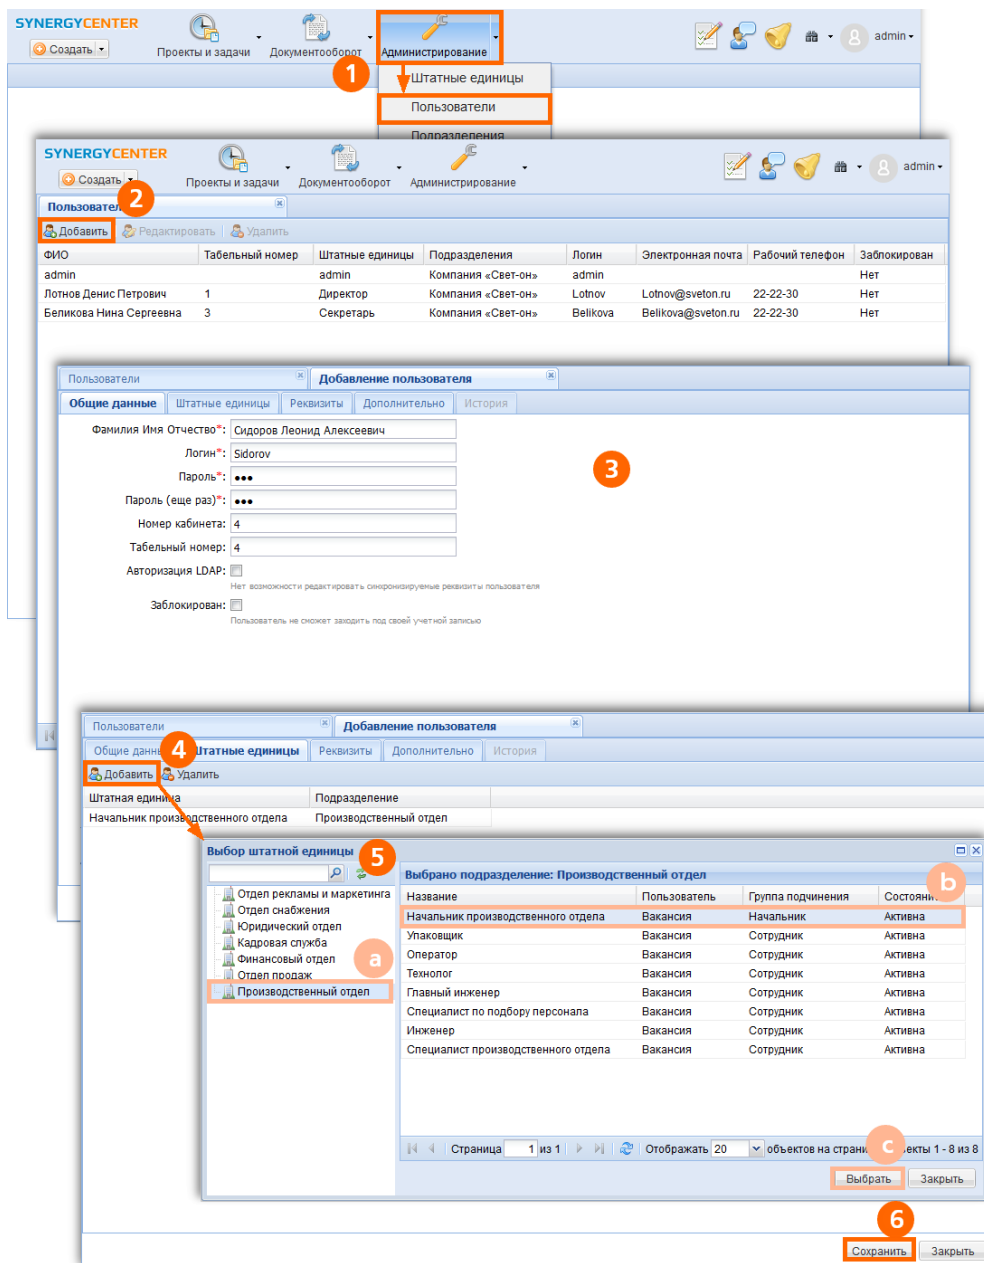 SYNERGYCENTER
Создать
Проекты и задачи
Документооборот
Администрирование
admin
1
Штатные единицы
Пользователи
Подразделения
SYNERGYCENTER
Создать
Проекты и задачи
Документооборот
Администрирование
admin
2
Пользовател
Добавить Редактировать Удалить
ФИО Табельный номер Штатные единицы Подразделения Логин Электронная почта Рабочий телефон Заблокирован
admin admin Компания «Свет-он» admin Нет
Лотнов Денис Петрович 1 Директор Компания «Свет-он» Lotnov Lotnov@sveton.ru 22-22-30 Нет
Беликова Нина Сергеевна 3 Секретарь Компания «Свет-он» Belikova Belikova@sveton.ru 22-22-30 Нет
Пользователи Добавление пользователя
Общие данные Штатные единицы Реквизиты Дополнительно История
Фамилия Имя Отчество*: Сидоров Леонид Алексеевич
Логин*: Sidorov
3
Пароль*: •••
Пароль (еще раз)*: •••
Номер кабинета: 4
Табельный номер: 4
Авторизация LDAP:
Нет возможности редактировать синхронизируемые реквизиты пользователя
Заблокирован:
Пользователь не сможет заходить под своей учетной записью
Пользователи Добавление пользователя
Общие данн 4 Штатные единицы Реквизиты Дополнительно История
Добавить Удалить
Штатная единица Подразделение
Начальник производственного отдела Производственный отдел
Выбор штатной единицы
5
Выбрано подразделение: Производственный отдел
b
Отдел рекламы и маркетинга
Отдел снабжения
Юридический отдел
Кадровая служба
Финансовый отдел
a
Отдел продаж
Производственный отдел
Название Пользователь Группа подчинения Состояни
Начальник производственного отдела Вакансия Начальник Активна
Упаковщик Вакансия Сотрудник Активна
Оператор Вакансия Сотрудник Активна
Технолог Вакансия Сотрудник Активна
Главный инженер Вакансия Сотрудник Активна
Специалист по подбору персонала Вакансия Сотрудник Активна
Инженер Вакансия Сотрудник Активна
Специалист производственного отдела Вакансия Сотрудник Активна
Страница 1 из 1 Отображать 20 объектов на страни c екты 1 - 8 из 8
Выбрать Закрыть
6
Сохранить Закрыть